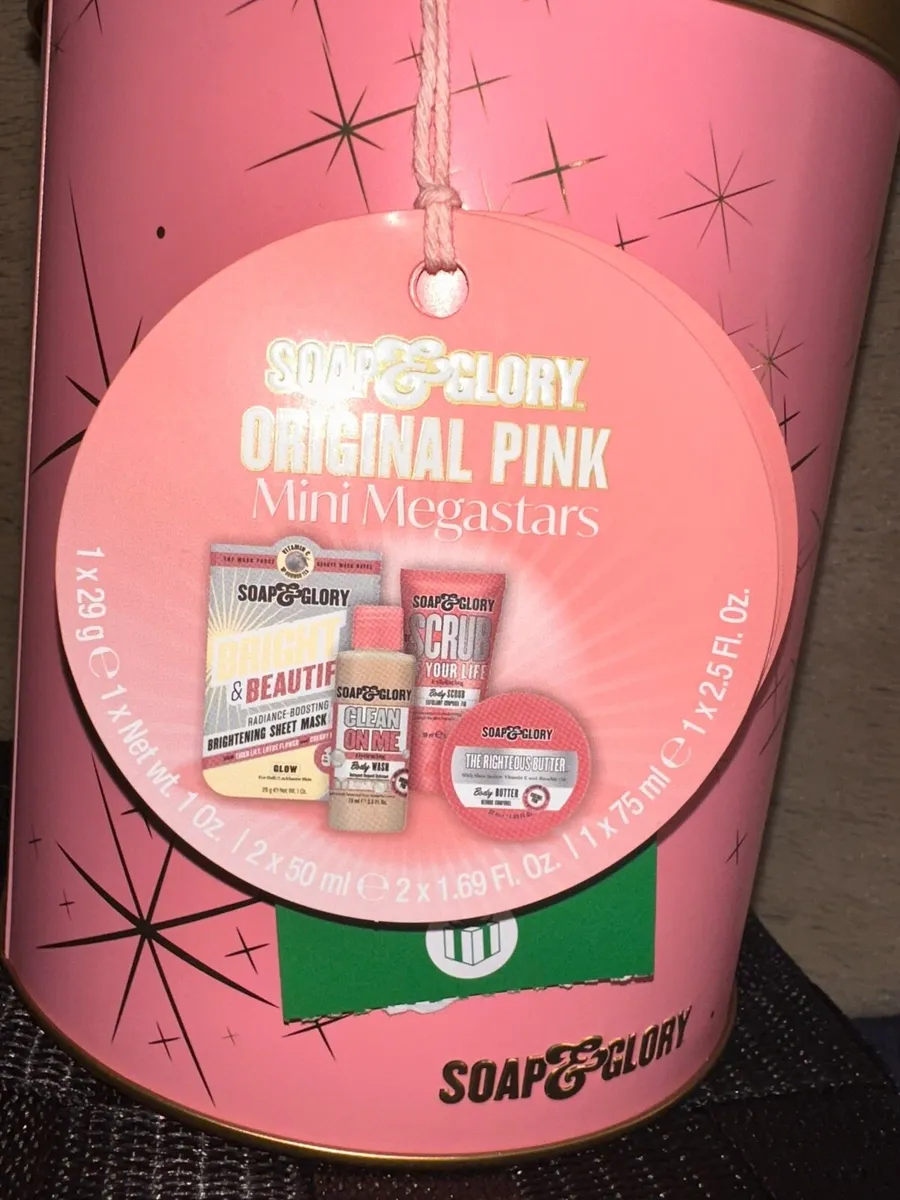 SOAP & GLORY
ORIGINAL PINK
Mini Megastars
1 x 29 g ℮ 1 x Net wt. 1 Oz. | 2 x 50 ml ℮ 2 x 1.69 Fl. Oz. | 1 x 75 ml ℮ 1 x 2.5 Fl. Oz.
VITAMIN C
SOAP & GLORY
BRIGHT
& BEAUTIF
RADIANCE-BOOSTING
BRIGHTENING SHEET MASK
GLOW
SOAP & GLORY
CLEAN
ON ME
Body WASH
SOAP & GLORY
SCRUB
YOUR LIFE
Body SCRUB
SOAP & GLORY
THE RIGHTEOUS BUTTER
Body BUTTER
SOAP & GLORY